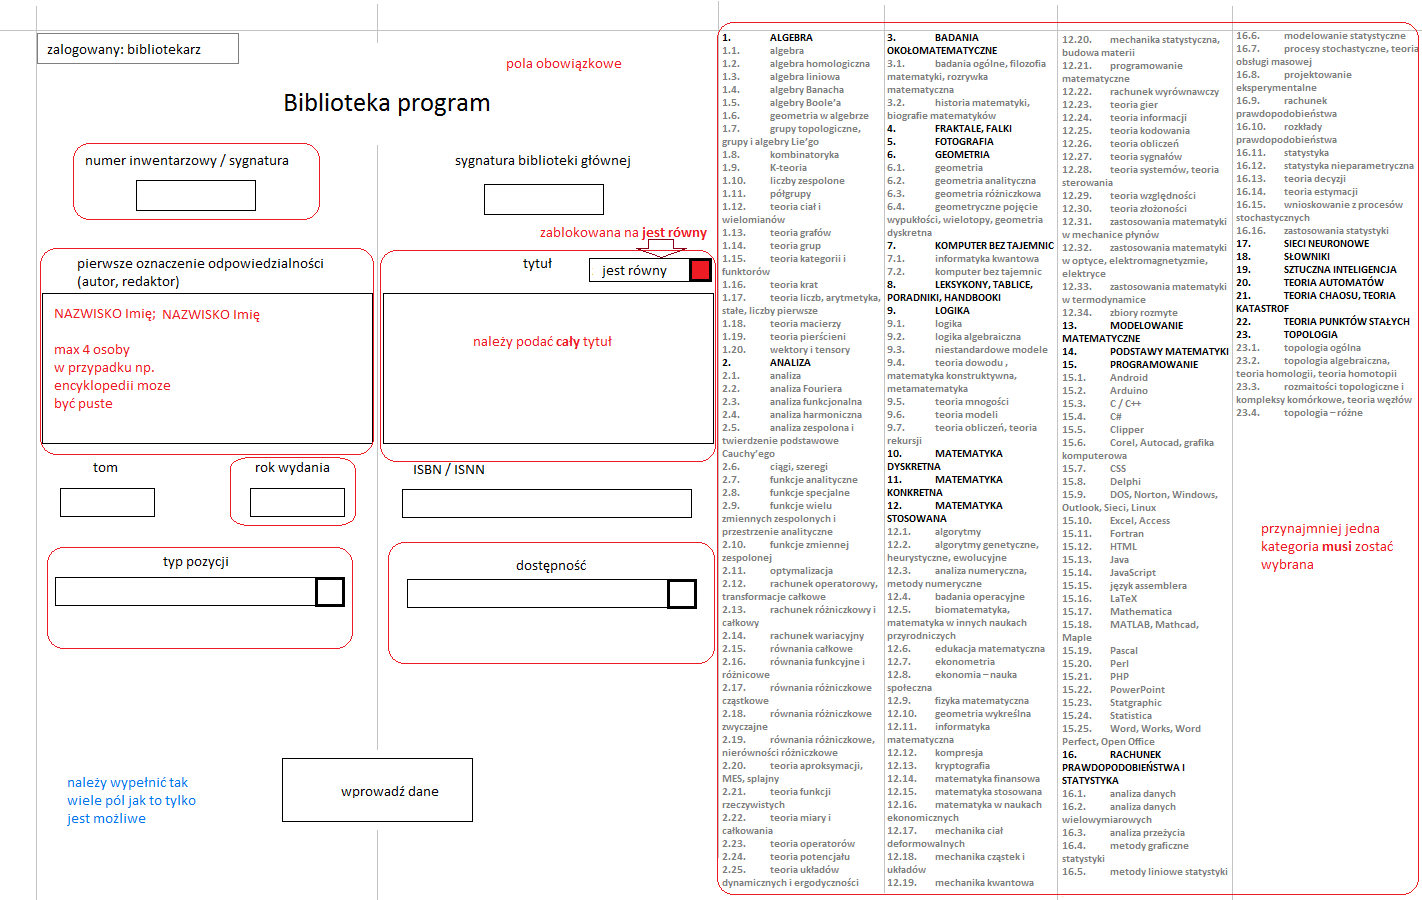 zalogowany: bibliotekarz
pola obowiązkowe
Biblioteka program
numer inwentarzowy / sygnatura
sygnatura biblioteki głównej
zablokowana na jest równy
pierwsze oznaczenie odpowiedzialności
(autor, redaktor)
tytuł
jest równy
NAZWISKO Imię; NAZWISKO Imię
max 4 osoby
w przypadku np.
encyklopedii moze
być puste
należy podać cały tytuł
tom
rok wydania
ISBN / ISNN
typ pozycji
dostępność
należy wypełnić tak
wiele pól jak to tylko
jest możliwe
wprowadź dane
1. ALGEBRA
1.1. algebra
1.2. algebra homologiczna
1.3. algebra liniowa
1.4. algebry Banacha
1.5. algebry Boole’a
1.6. geometria w algebrze
1.7. grupy topologiczne,
grupy i algebry Lie’go
1.8. kombinatoryka
1.9. K-teoria
1.10. liczby zespolone
1.11. półgrupy
1.12. teoria ciał i
wielomianów
1.13. teoria grafów
1.14. teoria grup
1.15. teoria kategorii i
funktorów
1.16. teoria krat
1.17. teoria liczb, arytmetyka,
stałe, liczby pierwsze
1.18. teoria macierzy
1.19. teoria pierścieni
1.20. wektory i tensory
2. ANALIZA
2.1. analiza
2.2. analiza Fouriera
2.3. analiza funkcjonalna
2.4. analiza harmoniczna
2.5. analiza zespolona i
twierdzenie podstawowe
Cauchy’ego
2.6. ciągi, szeregi
2.7. funkcje analityczne
2.8. funkcje specjalne
2.9. funkcje wielu
zmiennych zespolonych i
przestrzenie analityczne
2.10. funkcje zmiennej
zespolonej
2.11. optymalizacja
2.12. rachunek operatorowy,
transformacje całkowe
2.13. rachunek różniczkowy i
całkowy
2.14. rachunek wariacyjny
2.15. równania całkowe
2.16. równania funkcyjne i
różnicowe
2.17. równania różniczkowe
cząstkowe
2.18. równania różniczkowe
zwyczajne
2.19. równania różniczkowe,
nierówności różniczkowe
2.20. teoria aproksymacji,
MES, splajny
2.21. teoria funkcji
rzeczywistych
2.22. teoria miary i
całkowania
2.23. teoria operatorów
2.24. teoria potencjału
2.25. teoria układów
dynamicznych i ergodyczności
3. BADANIA
OKOŁOMATEMATYCZNE
3.1. badania ogólne, filozofia
matematyki, rozrywka
matematyczna
3.2. historia matematyki,
biografie matematyków
4. FRAKTALE, FALKI
5. FOTOGRAFIA
6. GEOMETRIA
6.1. geometria
6.2. geometria analityczna
6.3. geometria różniczkowa
6.4. geometryczne pojęcie
wypukłości, wielotopy, geometria
dyskretna
7. KOMPUTER BEZ TAJEMNIC
7.1. informatyka kwantowa
7.2. komputer bez tajemnic
8. LEKSYKONY, TABLICE,
PORADNIKI, HANDBOOKI
9. LOGIKA
9.1. logika
9.2. logika algebraiczna
9.3. niestandardowe modele
9.4. teoria dowodu ,
matematyka konstruktywna,
metamatematyka
9.5. teoria mnogości
9.6. teoria modeli
9.7. teoria obliczeń, teoria
rekursji
10. MATEMATYKA
DYSKRETNA
11. MATEMATYKA
KONKRETNA
12. MATEMATYKA
STOSOWANA
12.1. algorytmy
12.2. algorytmy genetyczne,
heurystyczne, ewolucyjne
12.3. analiza numeryczna,
metody numeryczne
12.4. badania operacyjne
12.5. biomatematyka,
matematyka w innych naukach
przyrodniczych
12.6. edukacja matematyczna
12.7. ekonometria
12.8. ekonomia – nauka
społeczna
12.9. fizyka matematyczna
12.10. geometria wykreślna
12.11. informatyka
matematyczna
12.12. kompresja
12.13. kryptografia
12.14. matematyka finansowa
12.15. matematyka stosowana
12.16. matematyka w naukach
ekonomicznych
12.17. mechanika ciał
deformowalnych
12.18. mechanika cząstek i
układów
12.19. mechanika kwantowa
12.20. mechanika statystyczna,
budowa materii
12.21. programowanie
matematyczne
12.22. rachunek wyrównawczy
12.23. teoria gier
12.24. teoria informacji
12.25. teoria kodowania
12.26. teoria obliczeń
12.27. teoria sygnałów
12.28. teoria systemów, teoria
sterowania
12.29. teoria względności
12.30. teoria złożoności
12.31. zastosowania matematyki
w mechanice płynów
12.32. zastosowania matematyki
w optyce, elektromagnetyzmie,
elektryce
12.33. zastosowania matematyki
w termodynamice
12.34. zbiory rozmyte
13. MODELOWANIE
MATEMATYCZNE
14. PODSTAWY MATEMATYKI
15. PROGRAMOWANIE
15.1. Android
15.2. Arduino
15.3. C / C++
15.4. C#
15.5. Clipper
15.6. Corel, Autocad, grafika
komputerowa
15.7. CSS
15.8. Delphi
15.9. DOS, Norton, Windows,
Outlook, Sieci, Linux
15.10. Excel, Access
15.11. Fortran
15.12. HTML
15.13. Java
15.14. JavaScript
15.15. język assemblera
15.16. LaTeX
15.17. Mathematica
15.18. MATLAB, Mathcad,
Maple
15.19. Pascal
15.20. Perl
15.21. PHP
15.22. PowerPoint
15.23. Statgraphic
15.24. Statistica
15.25. Word, Works, Word
Perfect, Open Office
16. RACHUNEK
PRAWDOPODOBIEŃSTWA I
STATYSTYKA
16.1. analiza danych
16.2. analiza danych
wielowymiarowych
16.3. analiza przeżycia
16.4. metody graficzne
statystyki
16.5. metody liniowe statystyki
16.6. modelowanie statystyczne
16.7. procesy stochastyczne, teoria
obsługi masowej
16.8. projektowanie
eksperymentalne
16.9. rachunek
prawdopodobieństwa
16.10. rozkłady
prawdopodobieństwa
16.11. statystyka
16.12. statystyka nieparametryczna
16.13. teoria decyzji
16.14. teoria estymacji
16.15. wnioskowanie z procesów
stochastycznych
16.16. zastosowania statystyki
17. SIECI NEURONOWE
18. SŁOWNIKI
19. SZTUCZNA INTELIGENCJA
20. TEORIA AUTOMATÓW
21. TEORIA CHAOSU, TEORIA
KATASTROF
22. TEORIA PUNKTÓW STAŁYCH
23. TOPOLOGIA
23.1. topologia ogólna
23.2. topologia algebraiczna,
teoria homologii, teoria homotopii
23.3. rozmaitości topologiczne i
kompleksy komórkowe, teoria węzłów
23.4. topologia – różne
przynajmniej jedna
kategoria musi zostać
wybrana